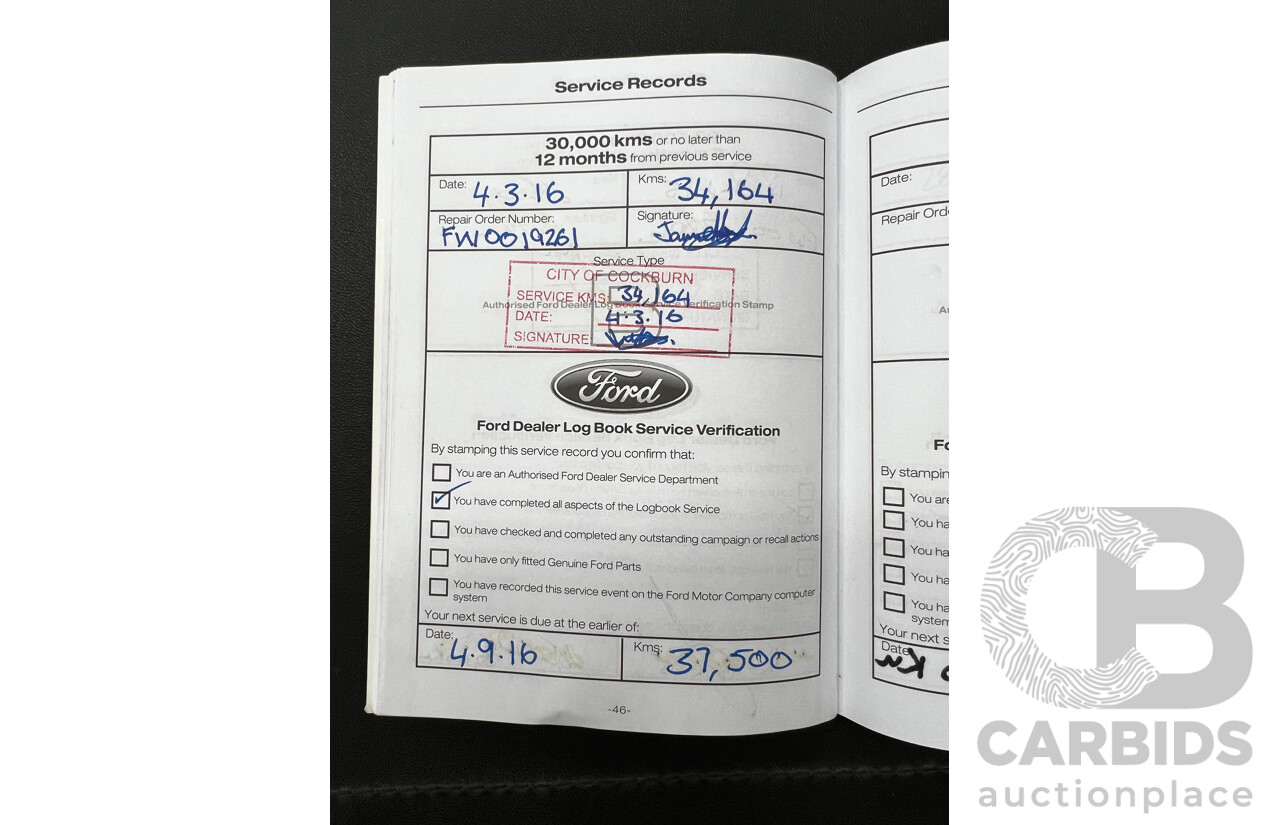 Service Records
30,000 kms or no later than
12 months from previous service
Date: 4.3.16
Kms: 34,164
Repair Order Number: FW0019261
Signature:
Service Type
CITY OF COCKBURN
SERVICE KMS: 34,164
Authorised Ford Dealer Log Book Service Verification Stamp
DATE: 4.3.16
SIGNATURE
Ford
Ford Dealer Log Book Service Verification
By stamping this service record you confirm that:
You are an Authorised Ford Dealer Service Department
You have completed all aspects of the Logbook Service
You have checked and completed any outstanding campaign or recall actions
You have only fitted Genuine Ford Parts
You have recorded this service event on the Ford Motor Company computer
system
Your next service is due at the earlier of:
Date: 4.9.16
Kms: 37,500
-46-
Date:
Repair Ord
By stampin
You are
You ha
You ha
You ha
You ha
system
Your next s
Date
CB
CARBIDS
auctionplace